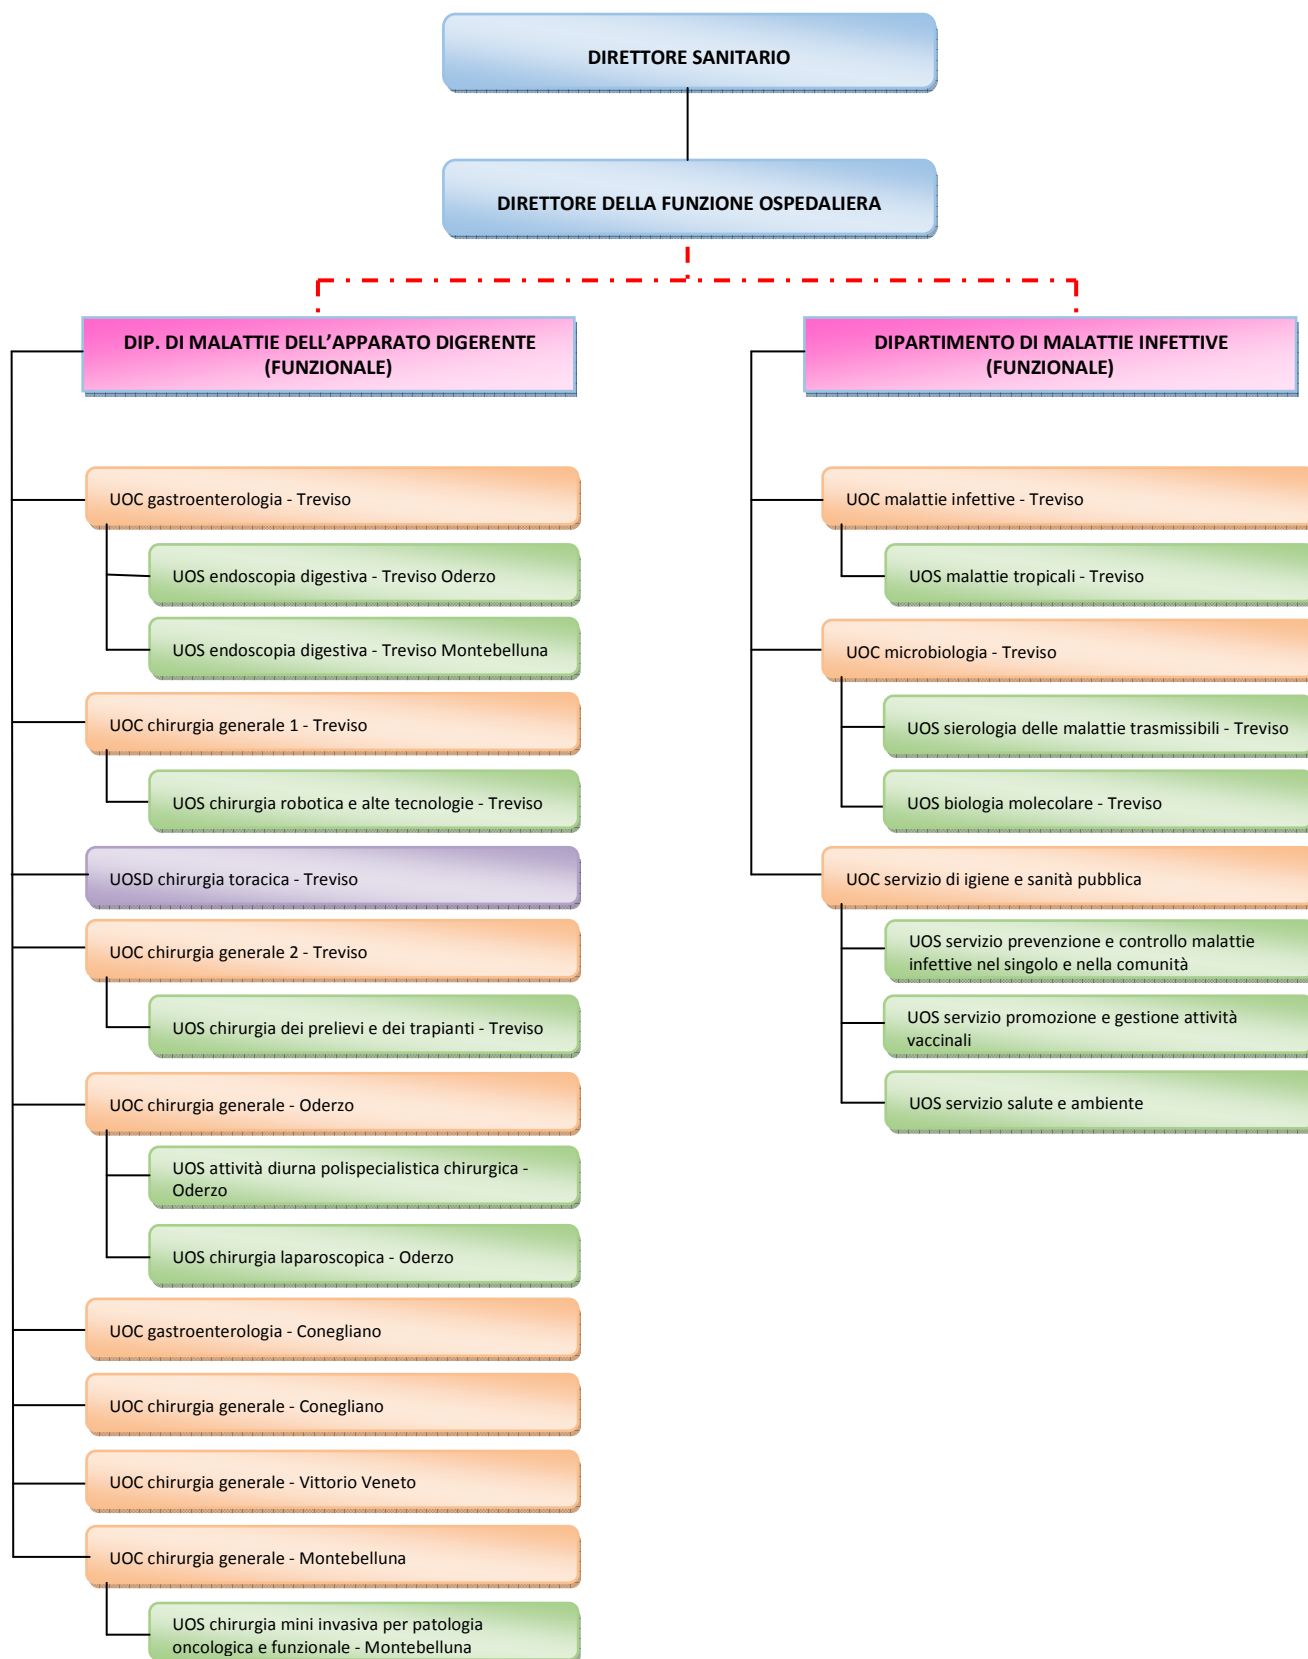 DIRETTORE SANITARIO
DIRETTORE DELLA FUNZIONE OSPEDALIERA
DIP. DI MALATTIE DELL’APPARATO DIGERENTE
(FUNZIONALE)
UOC gastroenterologia - Treviso
UOS endoscopia digestiva - Treviso Oderzo
UOS endoscopia digestiva - Treviso Montebelluna
UOC chirurgia generale 1 - Treviso
UOS chirurgia robotica e alte tecnologie - Treviso
UOSD chirurgia toracica - Treviso
UOC chirurgia generale 2 - Treviso
UOS chirurgia dei prelievi e dei trapianti - Treviso
UOC chirurgia generale - Oderzo
UOS attività diurna polispecialistica chirurgica -
Oderzo
UOS chirurgia laparoscopica - Oderzo
UOC gastroenterologia - Conegliano
UOC chirurgia generale - Conegliano
UOC chirurgia generale - Vittorio Veneto
UOC chirurgia generale - Montebelluna
UOS chirurgia mini invasiva per patologia
oncologica e funzionale - Montebelluna
DIPARTIMENTO DI MALATTIE INFETTIVE
(FUNZIONALE)
UOC malattie infettive - Treviso
UOS malattie tropicali - Treviso
UOC microbiologia - Treviso
UOS sierologia delle malattie trasmissibili - Treviso
UOS biologia molecolare - Treviso
UOC servizio di igiene e sanità pubblica
UOS servizio prevenzione e controllo malattie
infettive nel singolo e nella comunità
UOS servizio promozione e gestione attività
vaccinali
UOS servizio salute e ambiente